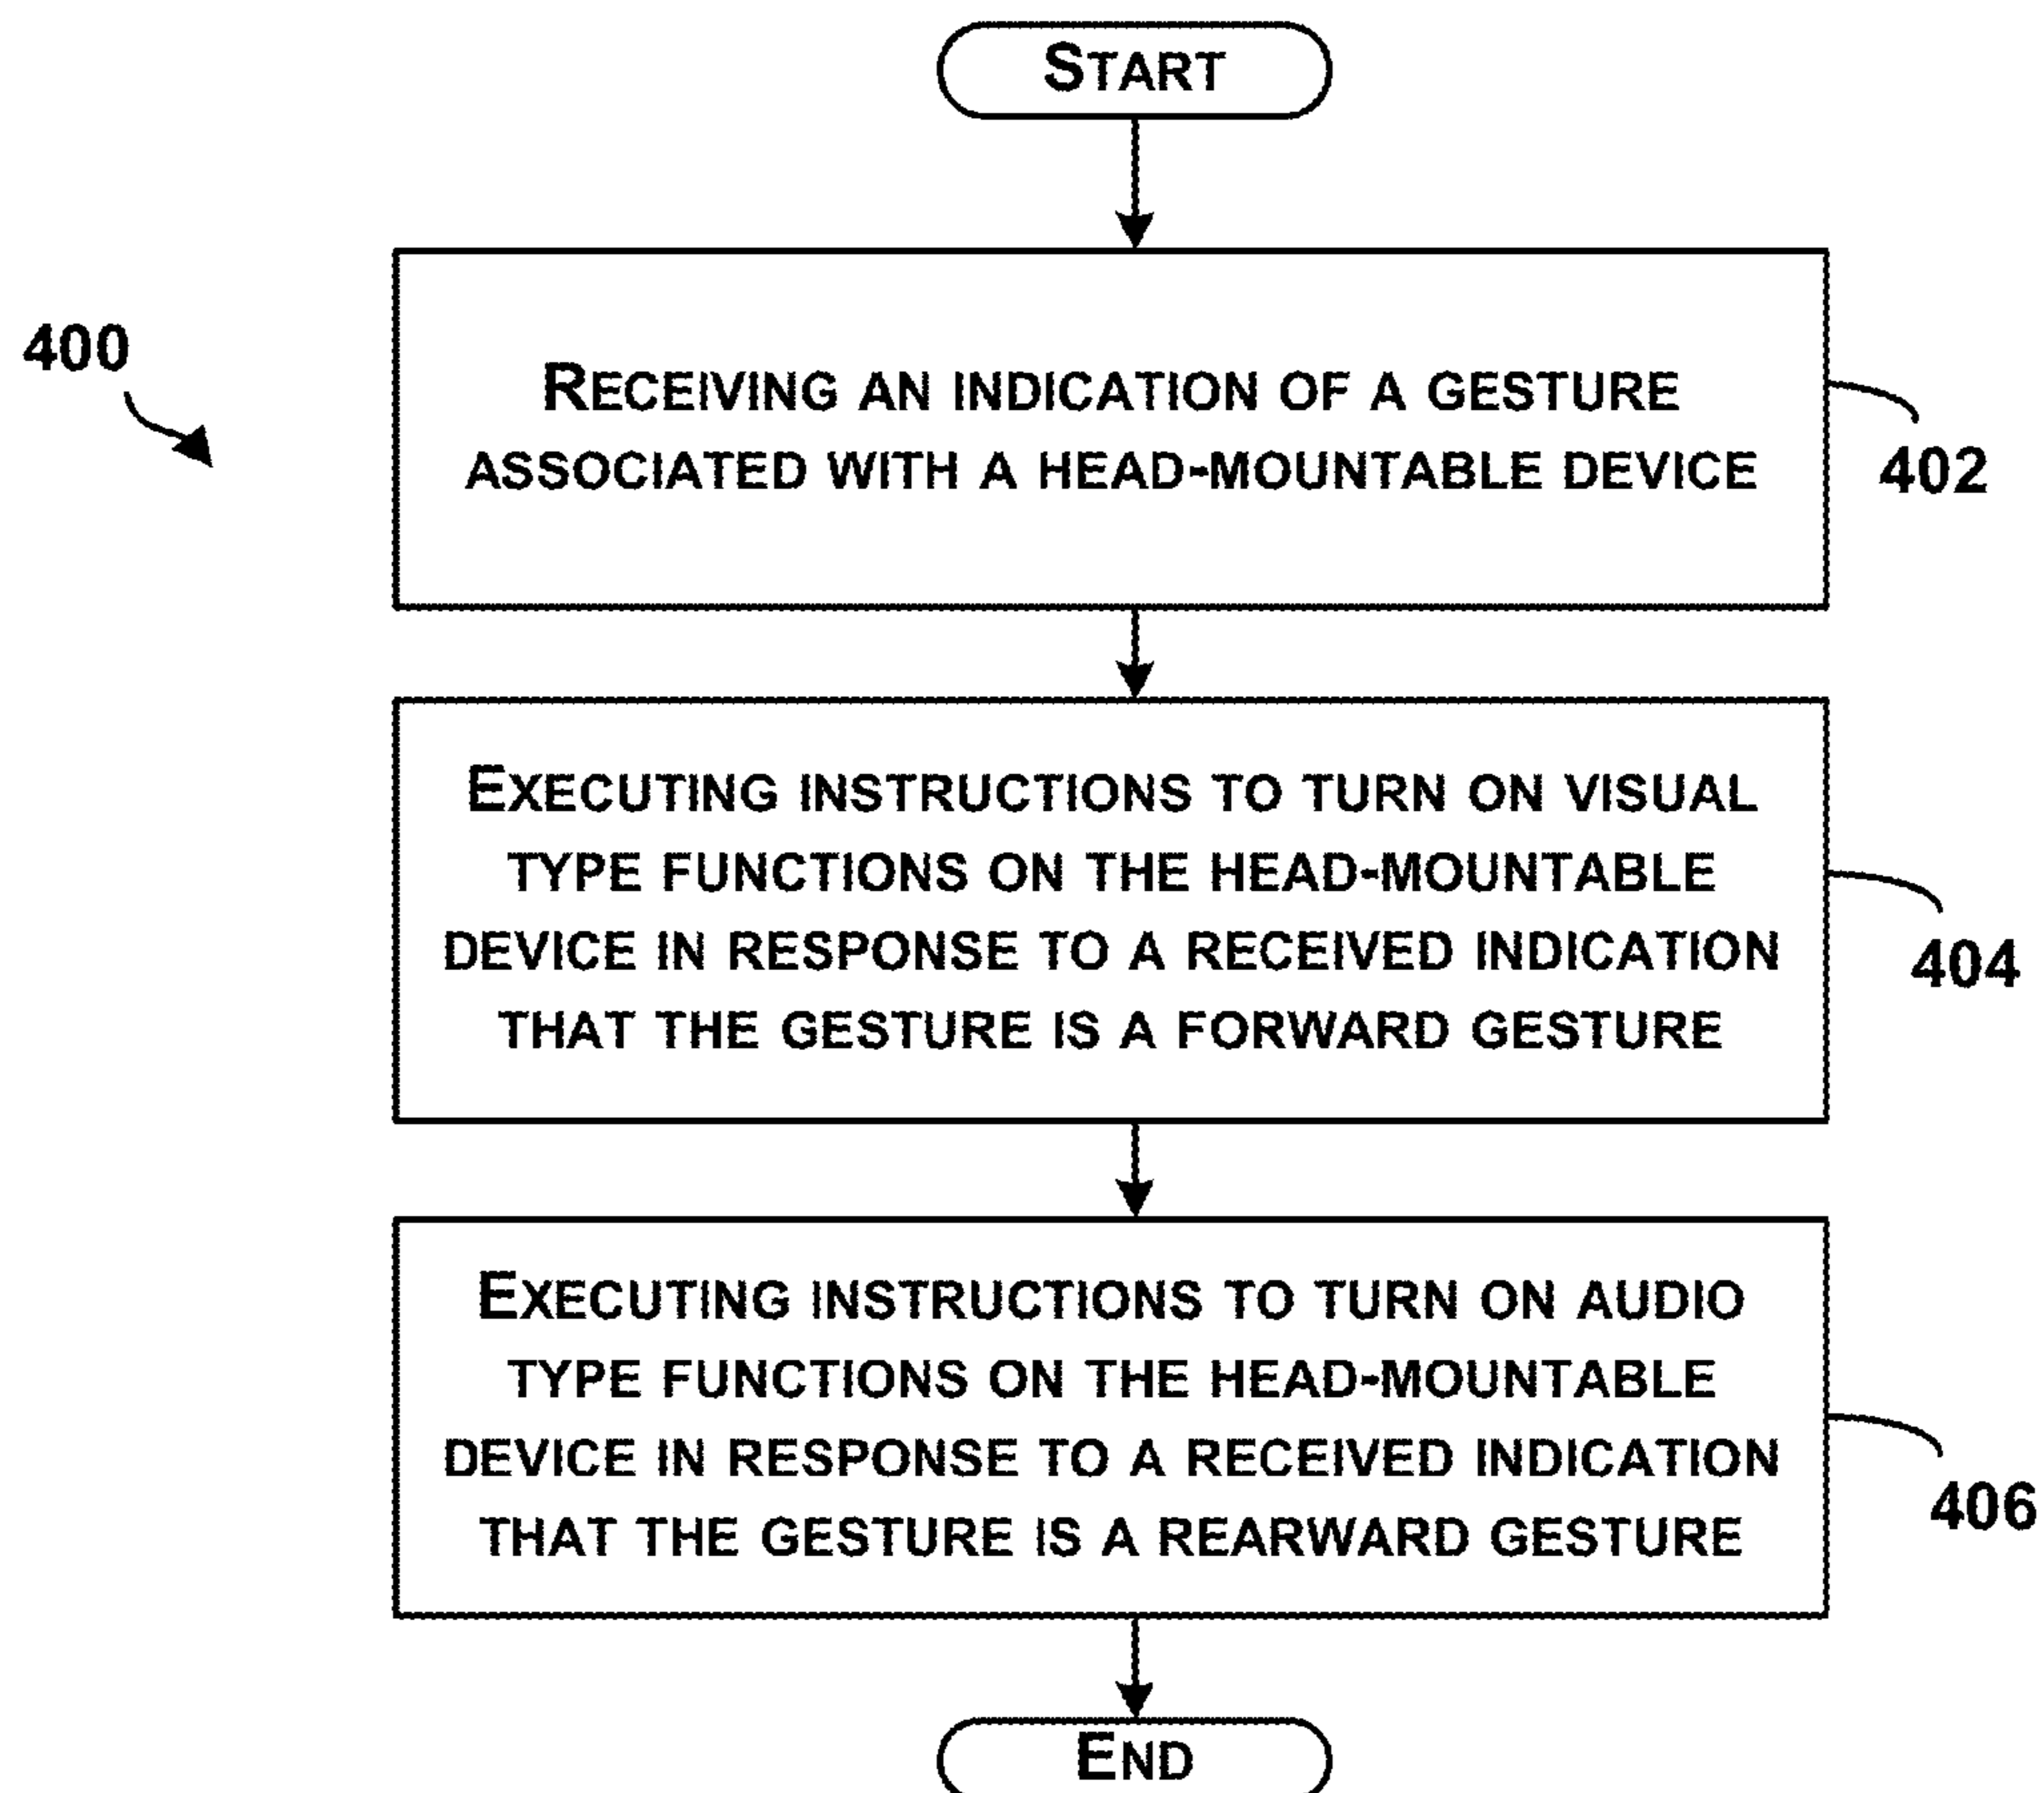 START
400
RECEIVING AN INDICATION OF A GESTURE
ASSOCIATED WITH A HEAD-MOUNTABLE DEVICE
402
EXECUTING INSTRUCTIONS TO TURN ON VISUAL
TYPE FUNCTIONS ON THE HEAD-MOUNTABLE
DEVICE IN RESPONSE TO A RECEIVED INDICATION
THAT THE GESTURE IS A FORWARD GESTURE
404
EXECUTING INSTRUCTIONS TO TURN ON AUDIO
TYPE FUNCTIONS ON THE HEAD-MOUNTABLE
DEVICE IN RESPONSE TO A RECEIVED INDICATION
THAT THE GESTURE IS A REARWARD GESTURE
406
END